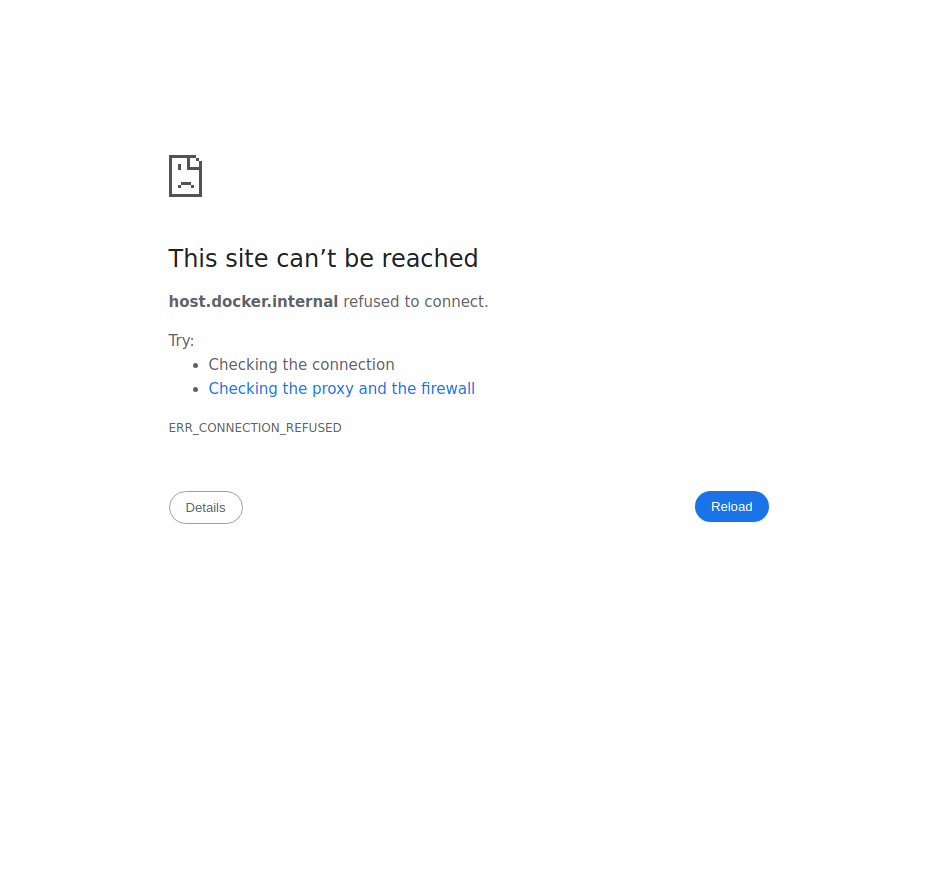 This site can’t be reached
host.docker.internal refused to connect.
Try:
Checking the connection
Checking the proxy and the firewall
ERR_CONNECTION_REFUSED
Details
Reload